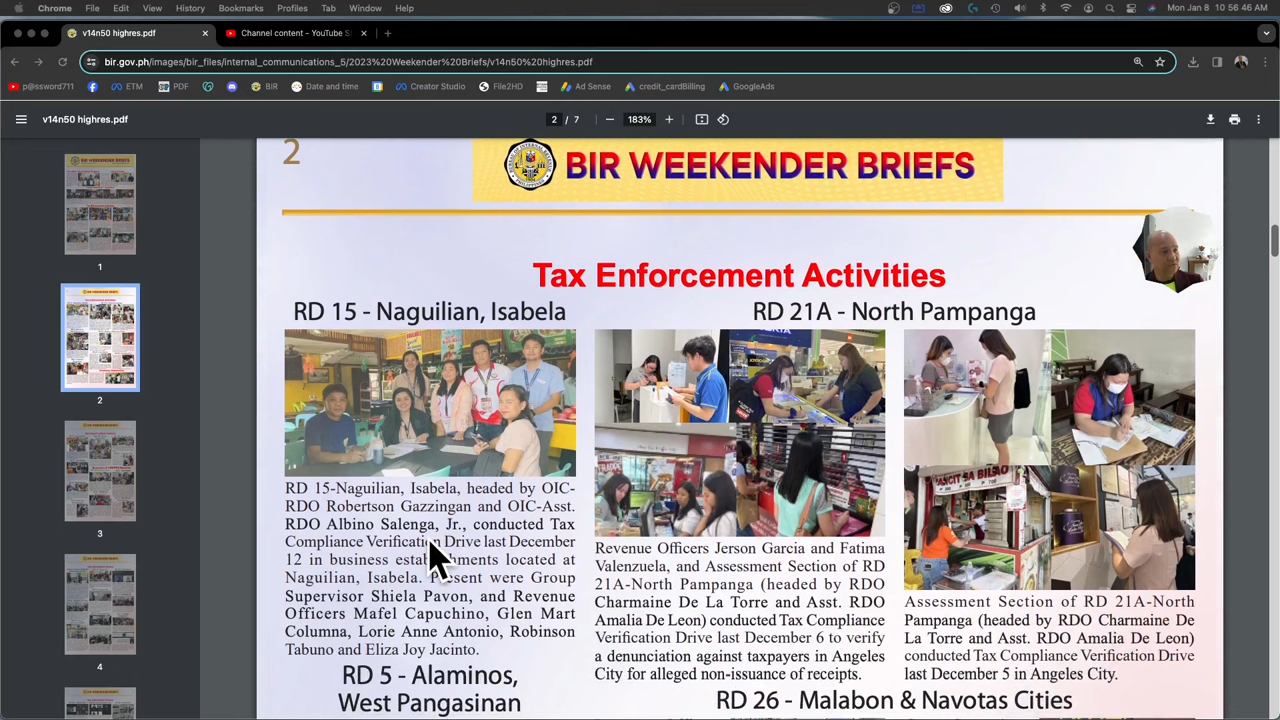 Chrome File Edit View History Bookmarks Profiles Tab Window Help Mon Jan 8 10:56:46 AM
v14n50 highres.pdf Channel content - YouTube S
bir.gov.ph/images/bir_files/internal_communications_5/2023%20Weekender%20Briefs/v14n50%20highres.pdf
p@ssword711 ETM PDF BIR Date and time Creator Studio File2HD Ad Sense credit_cardBilling GoogleAds
v14n50 highres.pdf 2 / 7 183%
1
2
3
4
2
BIR WEEKENDER BRIEFS
Tax Enforcement Activities
RD 15 - Naguilian, Isabela
RD 15-Naguilian, Isabela, headed by OIC-
RDO Robertson Gazzingan and OIC-Asst.
RDO Albino Salenga, Jr., conducted Tax
Compliance Verification Drive last December
12 in business establishments located at
Naguilian, Isabela. Present were Group
Supervisor Shiela Pavon, and Revenue
Officers Mafel Capuchino, Glen Mart
Columna, Lorie Anne Antonio, Robinson
Tabuno and Eliza Joy Jacinto.
RD 5 - Alaminos,
West Pangasinan
RD 21A - North Pampanga
Revenue Officers Jerson Garcia and Fatima
Valenzuela, and Assessment Section of RD
21A-North Pampanga (headed by RDO
Charmaine De La Torre and Asst. RDO
Amalia De Leon) conducted Tax Compliance
Verification Drive last December 6 to verify
a denunciation against taxpayers in Angeles
City for alleged non-issuance of receipts.
PANCIT SA BILAO
Assessment Section of RD 21A-North
Pampanga (headed by RDO Charmaine De
La Torre and Asst. RDO Amalia De Leon)
conducted Tax Compliance Verification Drive
last December 5 in Angeles City.
RD 26 - Malabon & Navotas Cities